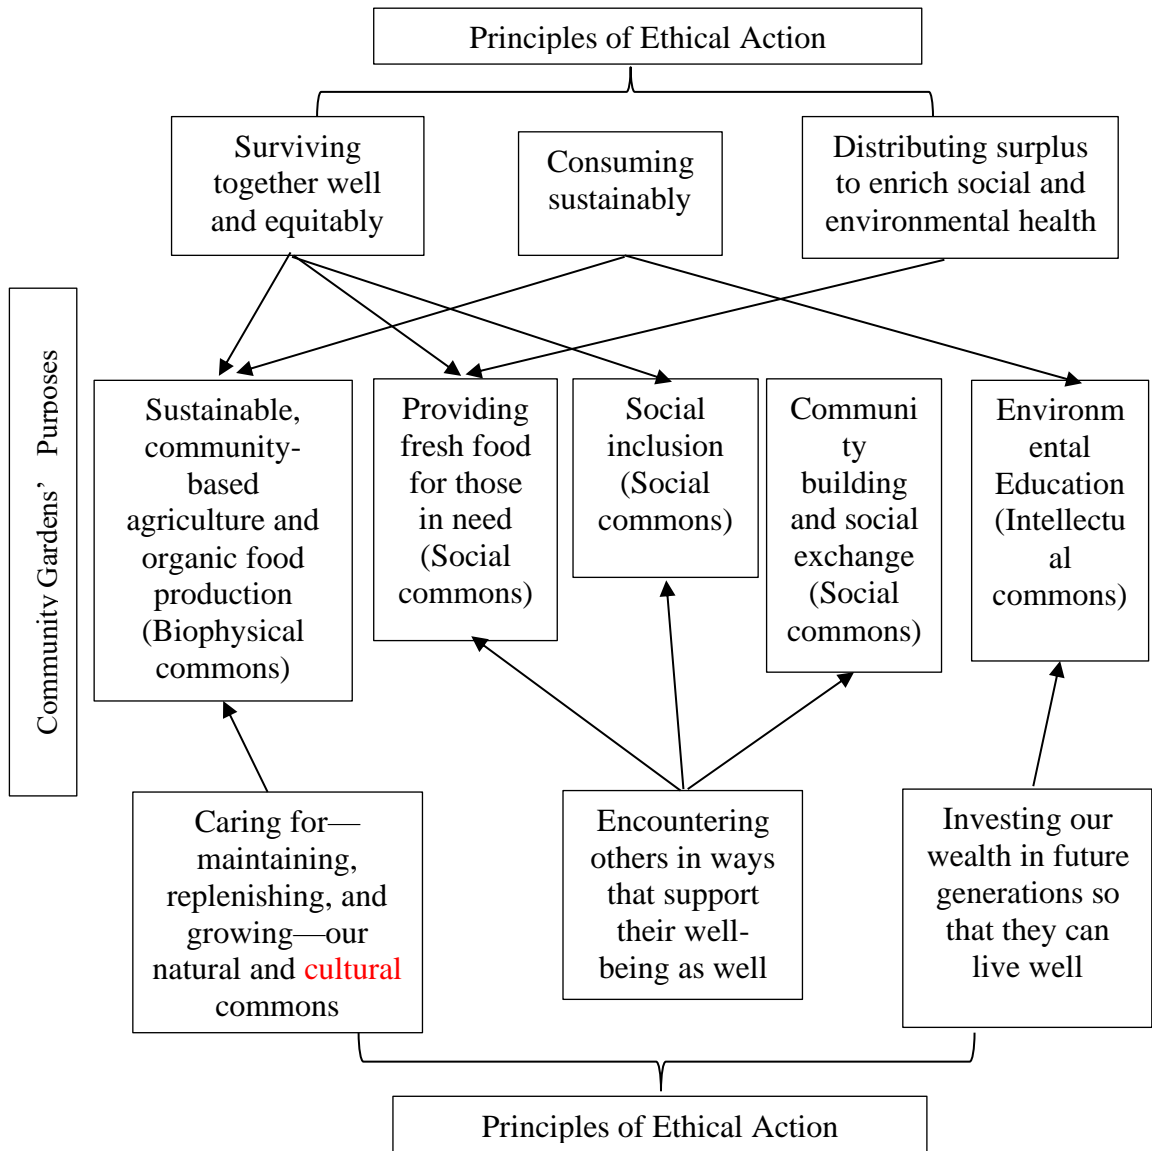 Principles of Ethical Action
Surviving
together well
and equitably
Consuming
sustainably
Distributing surplus
to enrich social and
environmental health
Community Gardens’ Purposes
Sustainable,
community-
based
agriculture and
organic food
production
(Biophysical
commons)
Providing
fresh food
for those
in need
(Social
commons)
Social
inclusion
(Social
commons)
Communi
ty
building
and social
exchange
(Social
commons)
Environm
ental
Education
(Intellectu
al
commons)
Caring for—
maintaining,
replenishing, and
growing—our
natural and cultural
commons
Encountering
others in ways
that support
their well-
being as well
Investing our
wealth in future
generations so
that they can
live well
Principles of Ethical Action